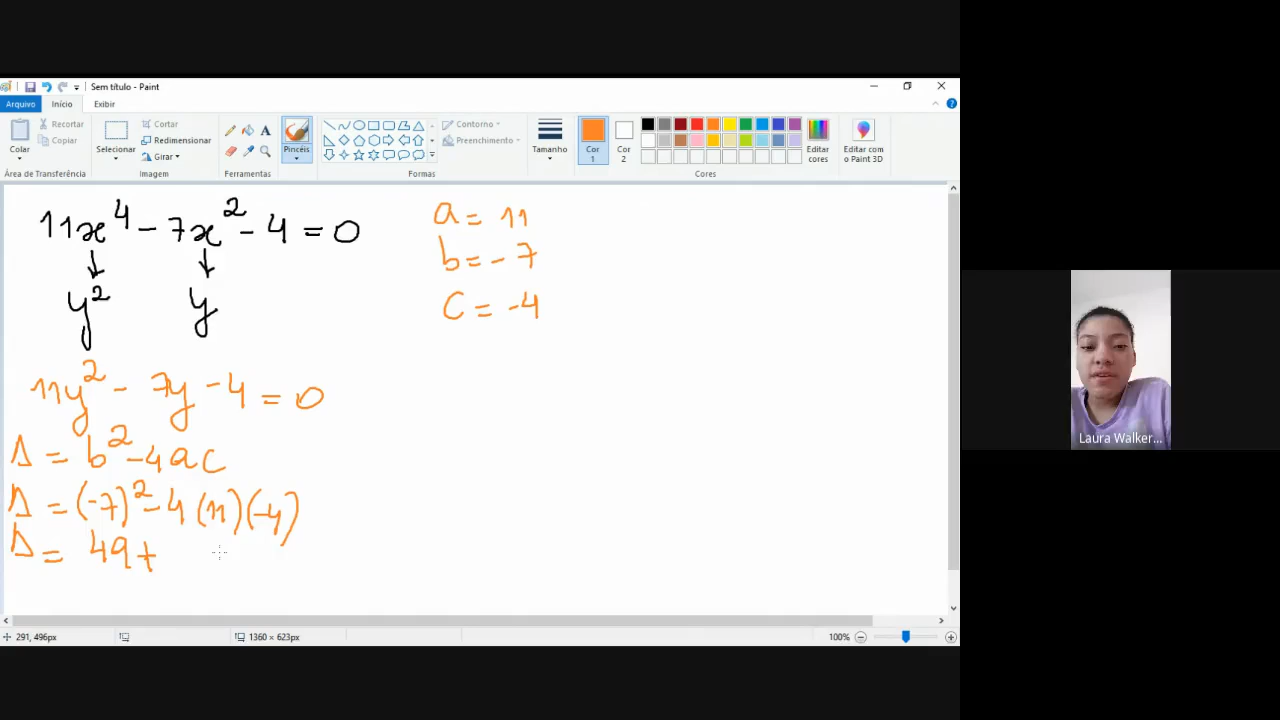 Sem título - Paint
Arquivo Início Exibir
Colar
Recortar
Copiar
Área de Transferência
Selecionar
Cortar
Redimensionar
Girar
Imagem
A
Ferramentas
Pincéis
Contorno
Preenchimento
Formas
Tamanho
Cor 1
Cor 2
Editar cores
Editar com o Paint 3D
Cores
11x⁴ - 7x² - 4 = 0
y² y
a = 11
b = -7
c = -4
11y² - 7y - 4 = 0
Δ = b² - 4ac
Δ = (-7)² - 4(11)(-4)
Δ = 49+
Laura Walker...
291, 496px
1360 × 623px
100%